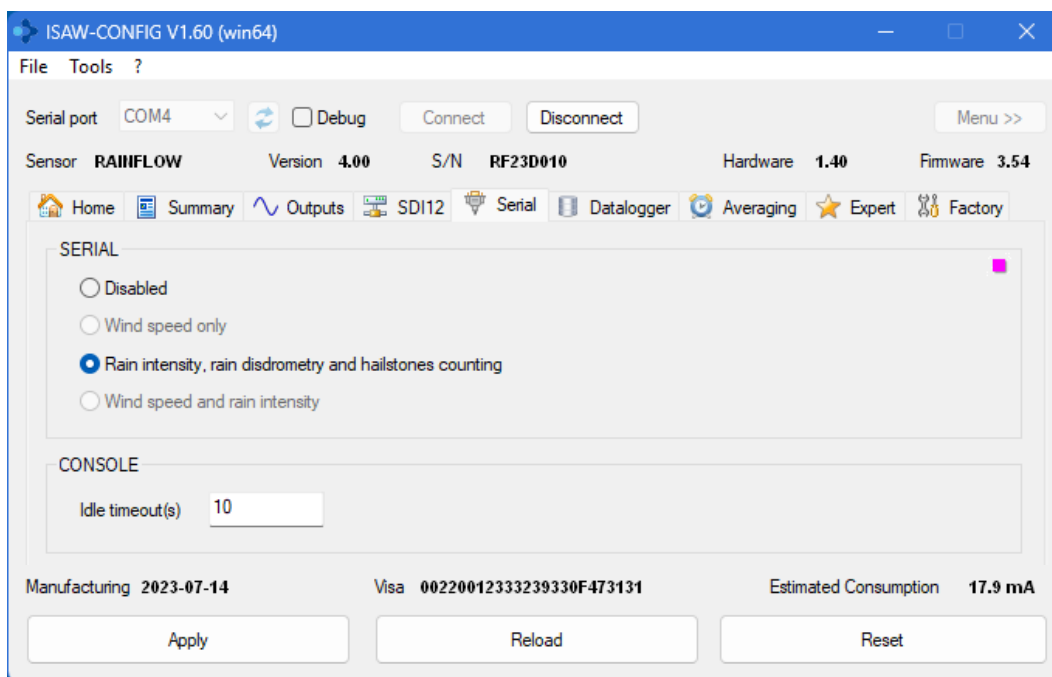 ISAW-CONFIG V1.60 (win64)
File Tools ?
Serial port COM4 Debug Connect Disconnect Menu >>
Sensor RAINFLOW Version 4.00 S/N RF23D010 Hardware 1.40 Firmware 3.54
Home Summary Outputs SDI12 Serial Datalogger Averaging Expert Factory
SERIAL
Disabled
Wind speed only
Rain intensity, rain disdrometry and hailstones counting
Wind speed and rain intensity
CONSOLE
Idle timeout(s) 10
Manufacturing 2023-07-14 Visa 00220012333239330F473131 Estimated Consumption 17.9 mA
Apply Reload Reset